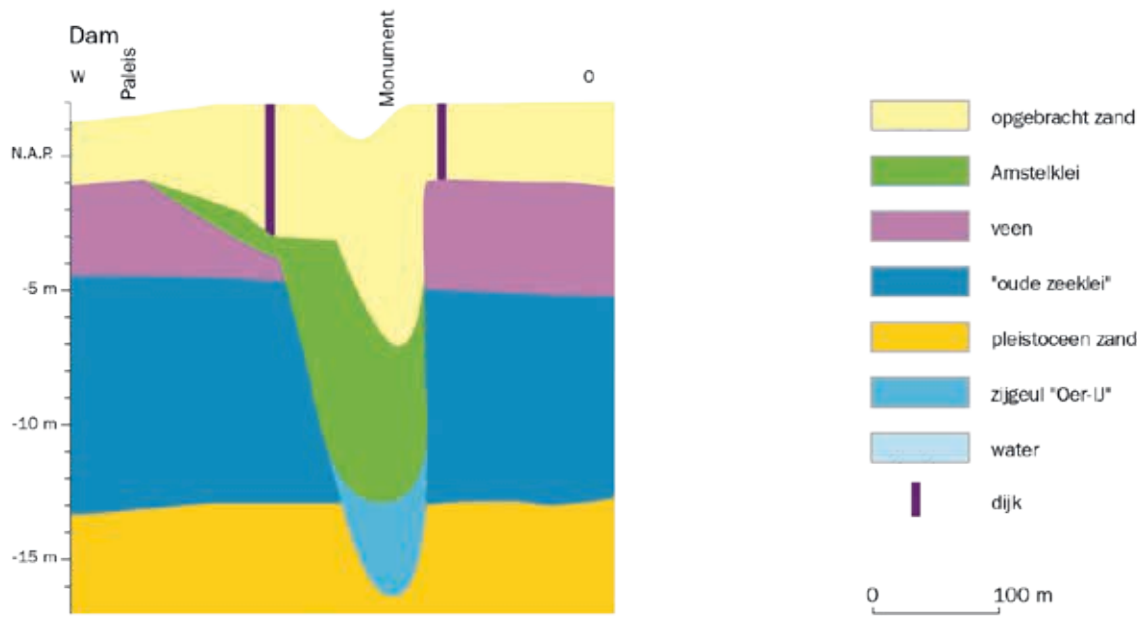 Dam
W
Paleis
Monument
O
N.A.P.
-5 m
-10 m
-15 m
opgebracht zand
Amstelklei
veen
"oude zeeklei"
pleistoceen zand
zijgeul "Oer-IJ"
water
dijk
0 100 m